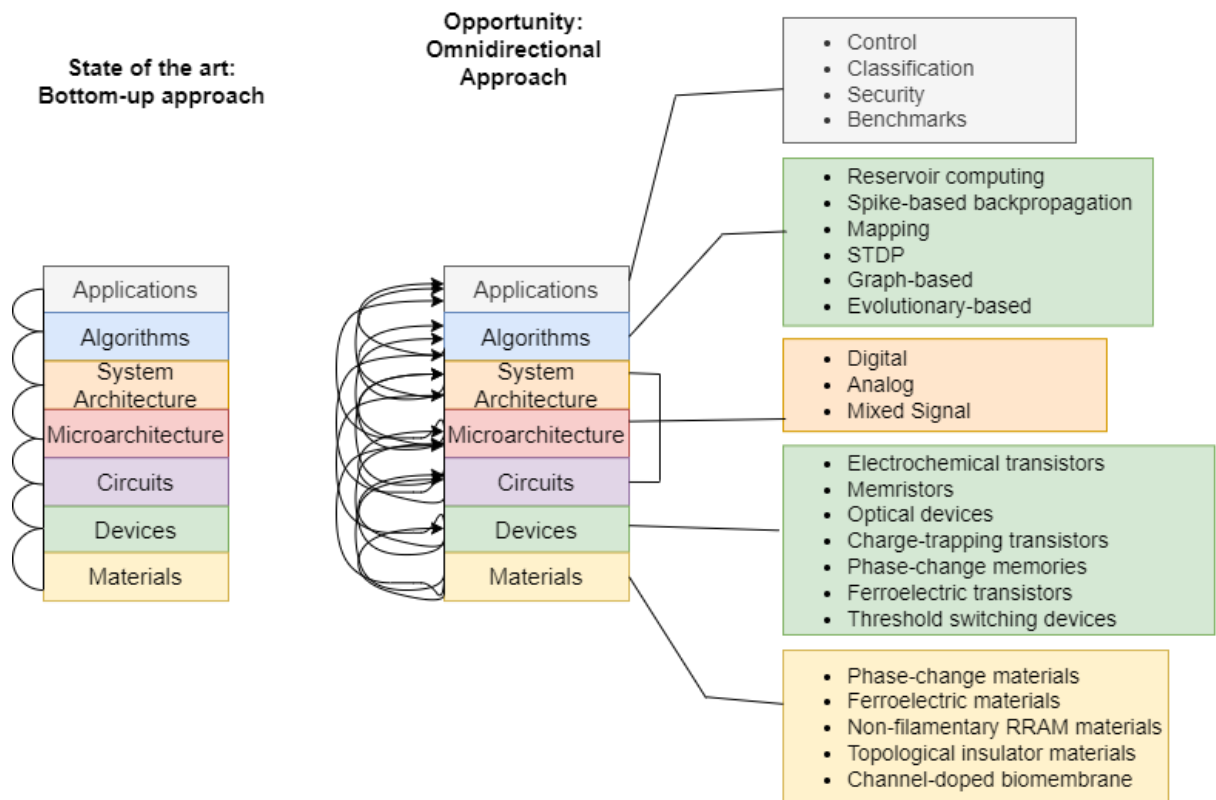 State of the art:
Bottom-up approach
Opportunity:
Omnidirectional
Approach
Applications
Algorithms
System
Architecture
Microarchitecture
Circuits
Devices
Materials
Applications
Algorithms
System
Architecture
Microarchitecture
Circuits
Devices
Materials
• Control
• Classification
• Security
• Benchmarks
• Reservoir computing
• Spike-based backpropagation
• Mapping
• STDP
• Graph-based
• Evolutionary-based
• Digital
• Analog
• Mixed Signal
• Electrochemical transistors
• Memristors
• Optical devices
• Charge-trapping transistors
• Phase-change memories
• Ferroelectric transistors
• Threshold switching devices
• Phase-change materials
• Ferroelectric materials
• Non-filamentary RRAM materials
• Topological insulator materials
• Channel-doped biomembrane